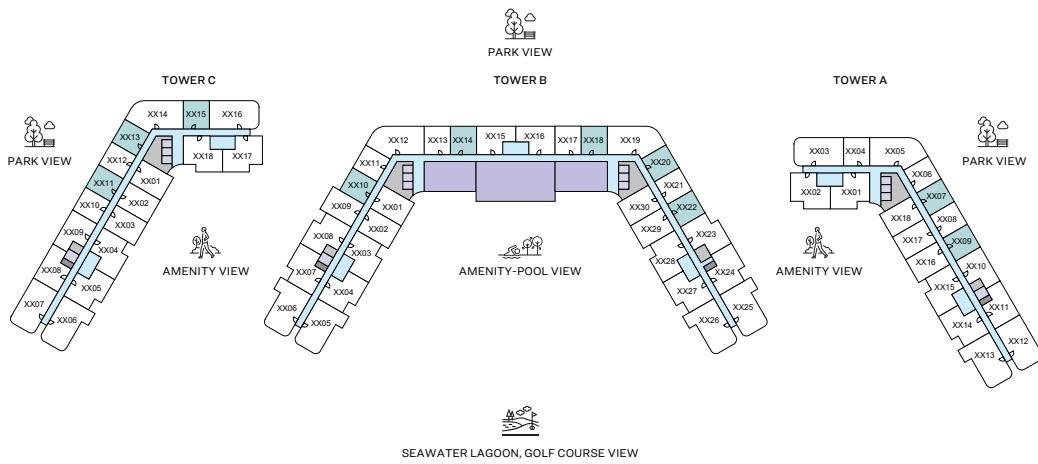 PARK VIEW
TOWER C
TOWER B
TOWER A
PARK VIEW
PARK VIEW
XX14
XX15
XX16
XX13
XX12
XX18
XX17
XX11
XX01
XX10
XX02
XX09
XX03
XX08
XX04
XX07
XX05
XX06
AMENITY VIEW
XX12
XX13
XX14
XX15
XX16
XX17
XX18
XX19
XX11
XX20
XX10
XX01
XX21
XX09
XX02
XX30
XX22
XX08
XX03
XX29
XX23
XX07
XX04
XX28
XX24
XX06
XX05
XX27
XX25
XX26
AMENITY-POOL VIEW
XX03
XX04
XX05
XX02
XX01
XX06
XX07
XX18
XX08
XX17
XX09
XX16
XX10
XX15
XX11
XX14
XX12
XX13
AMENITY VIEW
SEAWATER LAGOON, GOLF COURSE VIEW